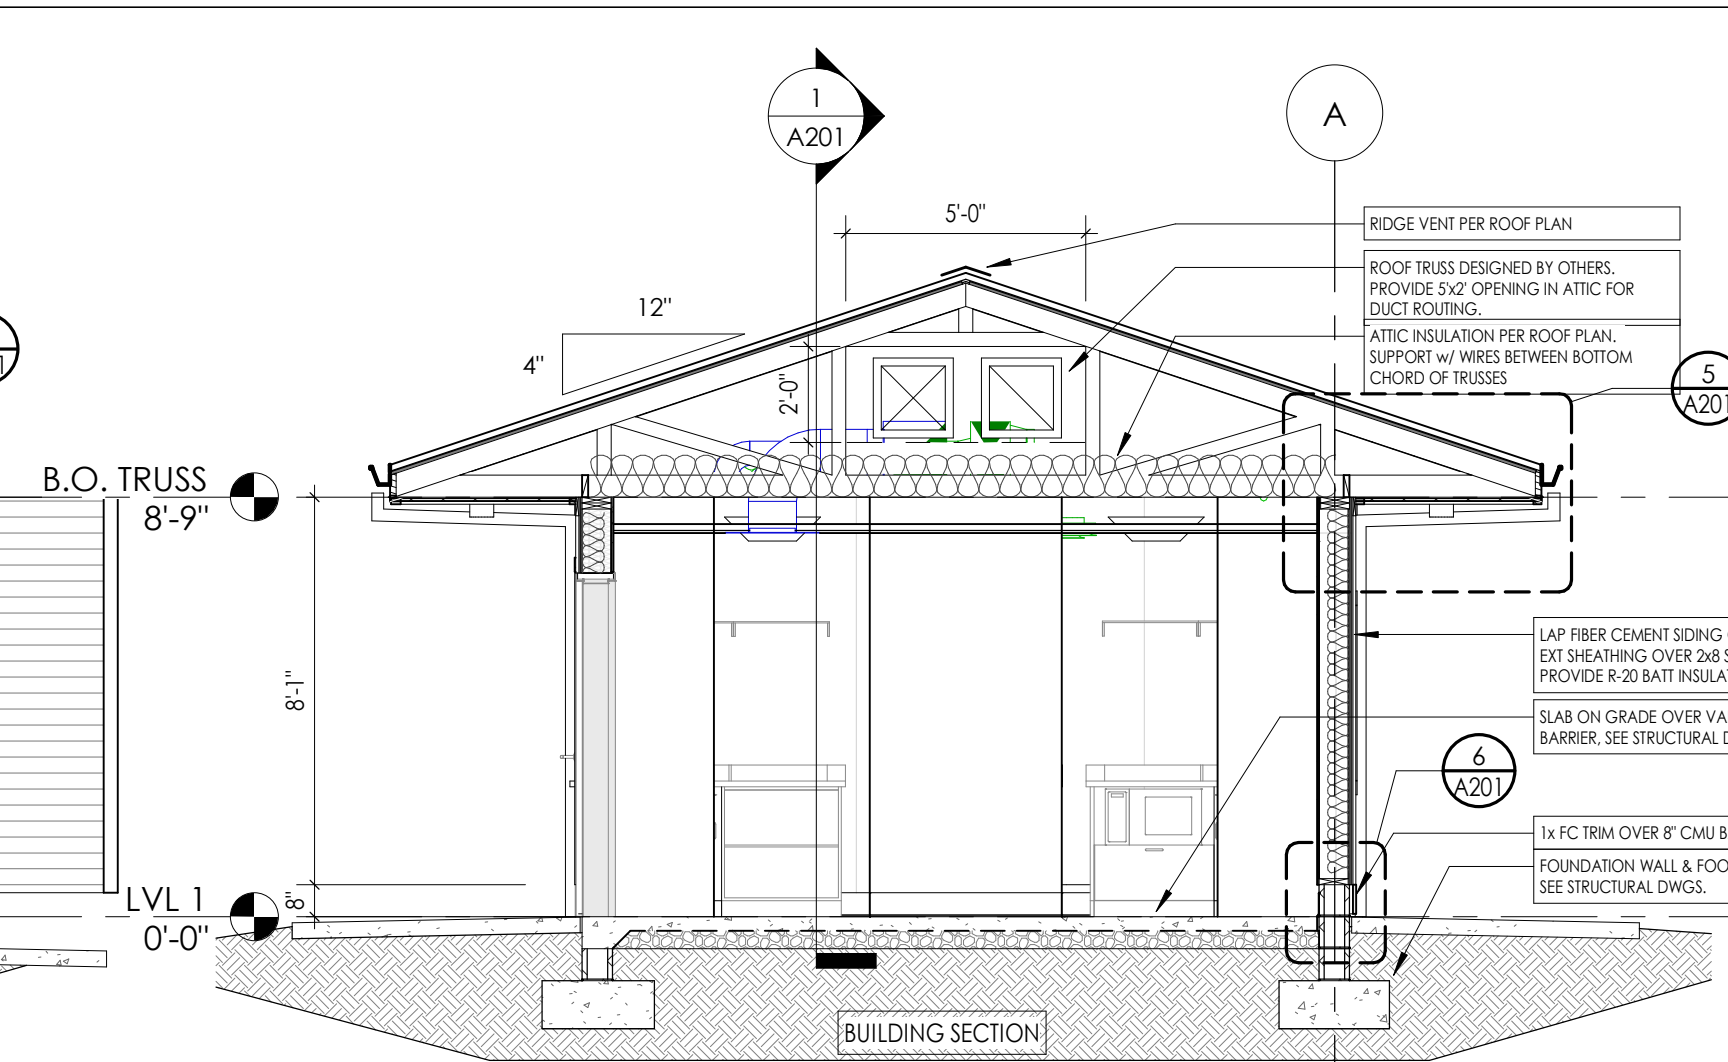 1
A201
A
5'-0"
RIDGE VENT PER ROOF PLAN
ROOF TRUSS DESIGNED BY OTHERS.
PROVIDE 5'x2' OPENING IN ATTIC FOR
DUCT ROUTING.
ATTIC INSULATION PER ROOF PLAN.
SUPPORT w/ WIRES BETWEEN BOTTOM
CHORD OF TRUSSES
12"
4"
2'-0"
5
A201
B.O. TRUSS
8'-9"
8'-1"
LAP FIBER CEMENT SIDING
EXT SHEATHING OVER 2x8
PROVIDE R-20 BATT
SLAB ON GRADE OVER
BARRIER, SEE STRUCTURAL
6
A201
1x FC TRIM OVER 8" CMU
FOUNDATION WALL &
SEE STRUCTURAL DWGS.
8"
LVL 1
0'-0"
BUILDING SECTION